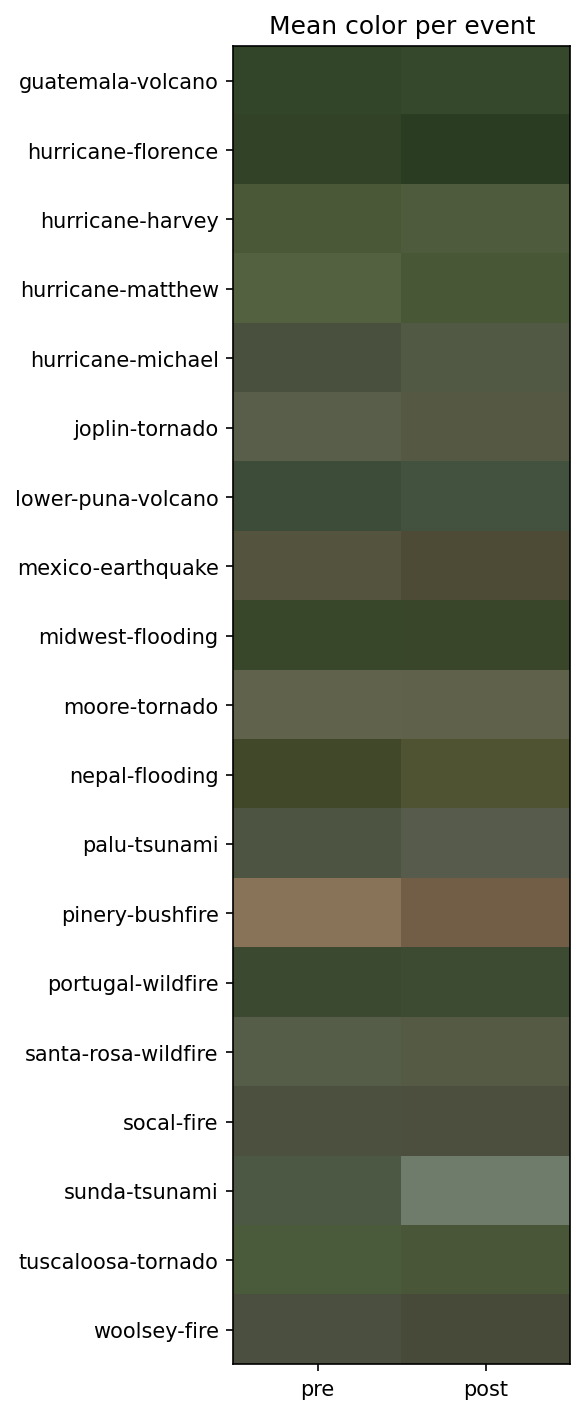 Mean color per event
guatemala-volcano
hurricane-florence
hurricane-harvey
hurricane-matthew
hurricane-michael
joplin-tornado
lower-puna-volcano
mexico-earthquake
midwest-flooding
moore-tornado
nepal-flooding
palu-tsunami
pinery-bushfire
portugal-wildfire
santa-rosa-wildfire
socal-fire
sunda-tsunami
tuscaloosa-tornado
woolsey-fire
pre post